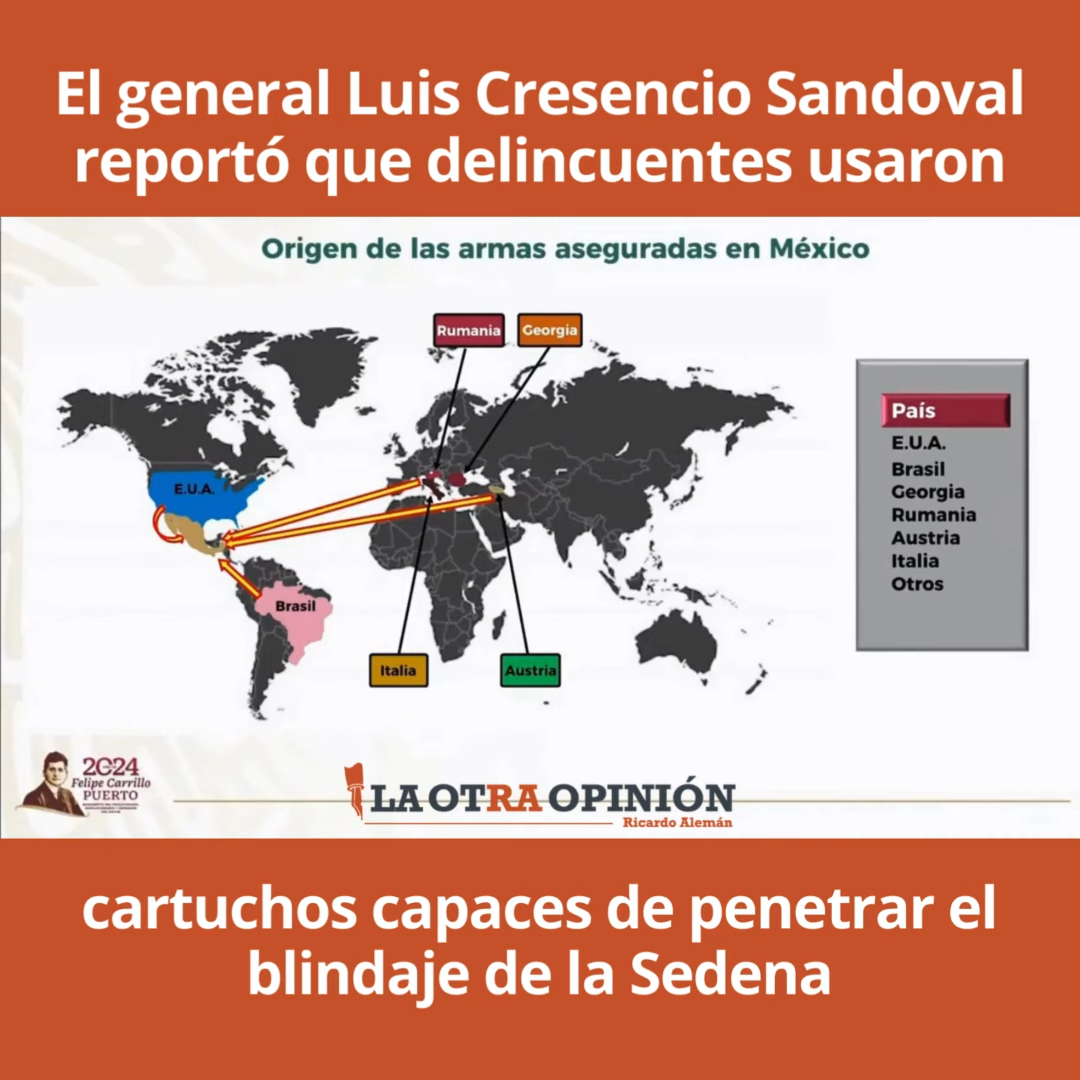 El general Luis Cresencio Sandoval
reportó que delincuentes usaron
Origen de las armas aseguradas en México
Rumania
Georgia
E.U.A.
Brasil
Italia
Austria
País
E.U.A.
Brasil
Georgia
Rumania
Austria
Italia
Otros
2024
Felipe Carrillo
PUERTO
LA OTRA OPINIÓN
Ricardo Alemán
cartuchos capaces de penetrar el
blindaje de la Sedena